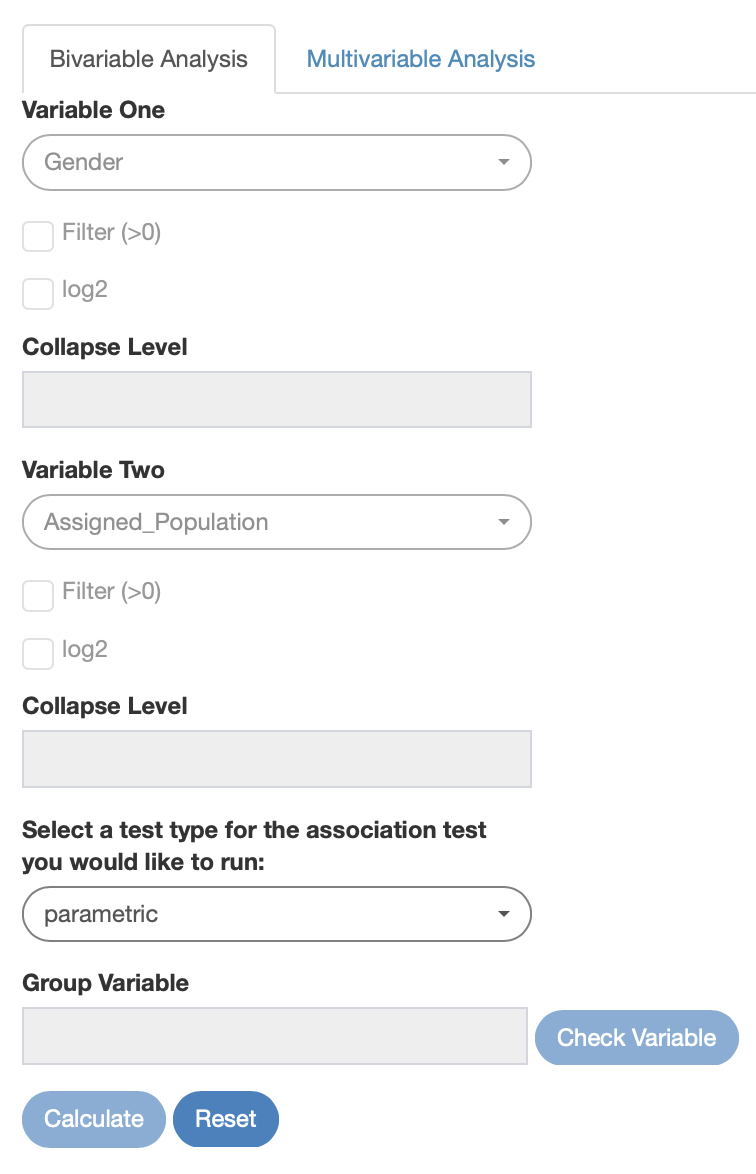 Bivariable Analysis
Multivariable Analysis
Variable One
Gender
Filter (>0)
log2
Collapse Level
Variable Two
Assigned_Population
Filter (>0)
log2
Collapse Level
Select a test type for the association test
you would like to run:
parametric
Group Variable
Check Variable
Calculate
Reset